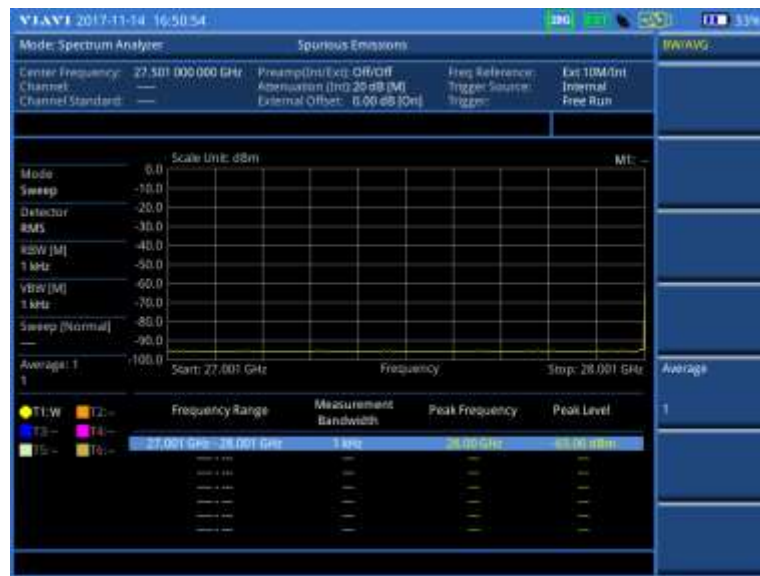 VIAVI 2017-11-14 16:50:54
33%
Mode: Spectrum Analyzer
Spurious Emissions
BW/AVG
Center Frequency: 27.501 000 000 GHz
Channel: ---
Channel Standard: ---
Preamp(Int/Ext): Off/Off
Attenuation (Int): 20 dB [M]
External Offset: 0.00 dB [On]
Freq Reference: Ext 10M/Int
Trigger Source: Internal
Trigger: Free Run
Scale Unit: dBm
M1: --
Mode
Sweep
Detector
RMS
RBW [M]
1 kHz
VBW [M]
1 kHz
Sweep [Normal]
---
Average: 1
1
0.0
-10.0
-20.0
-30.0
-40.0
-50.0
-60.0
-70.0
-80.0
-90.0
-100.0
Start: 27.001 GHz
Frequency
Stop: 28.001 GHz
Average
1
T1:W
T2:--
T3:--
T4:--
T5:--
T6:--
Frequency Range
Measurement Bandwidth
Peak Frequency
Peak Level
27.001 GHz - 28.001 GHz
1 kHz
28.00 GHz
-63.06 dBm